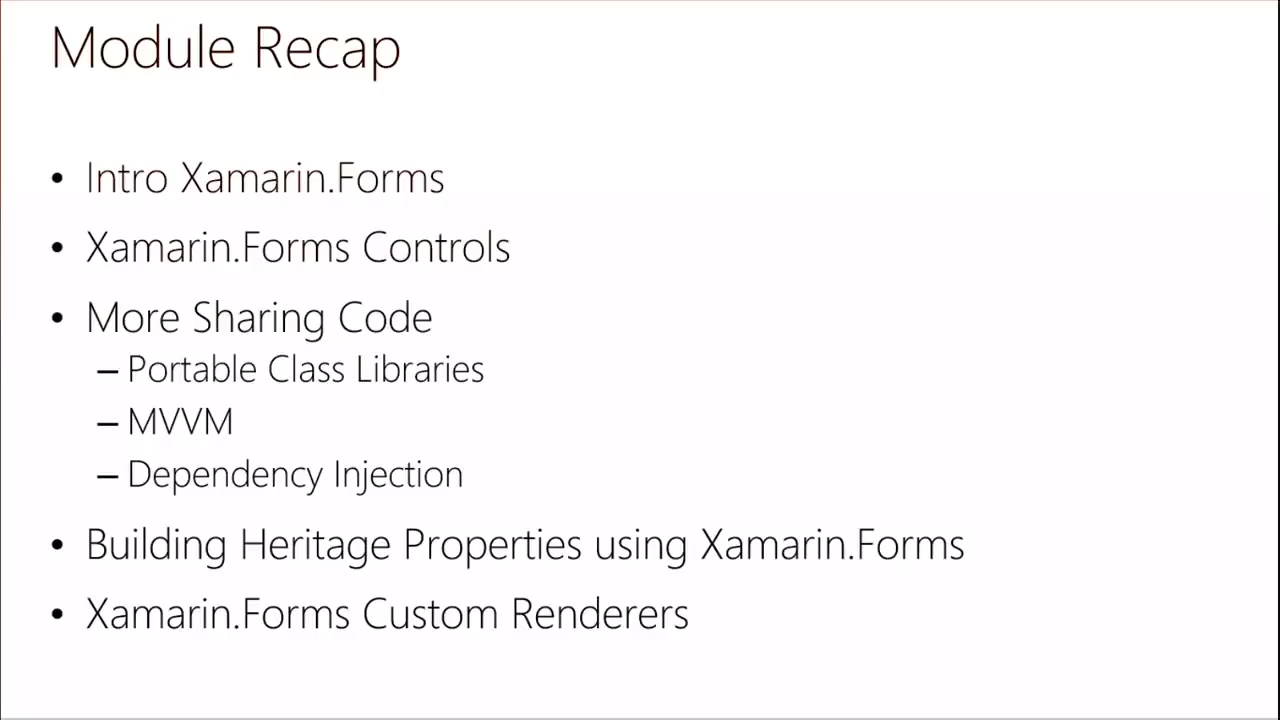 Module Recap
• Intro Xamarin.Forms
• Xamarin.Forms Controls
• More Sharing Code
– Portable Class Libraries
– MVVM
– Dependency Injection
• Building Heritage Properties using Xamarin.Forms
• Xamarin.Forms Custom Renderers